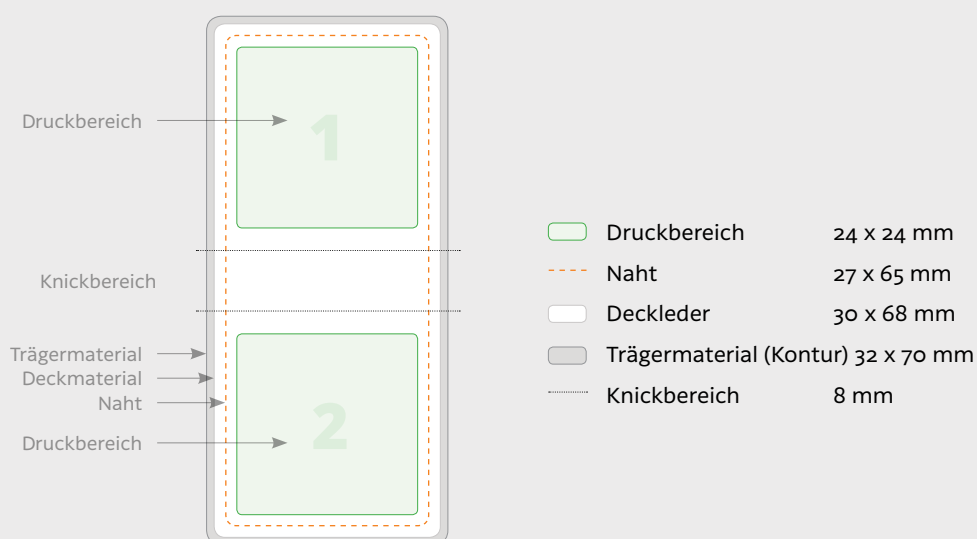 Druckbereich
1
Knickbereich
Trägermaterial
Deckmaterial
Naht
Druckbereich
2
Druckbereich 24 x 24 mm
Naht 27 x 65 mm
Deckleder 30 x 68 mm
Trägermaterial (Kontur) 32 x 70 mm
Knickbereich 8 mm